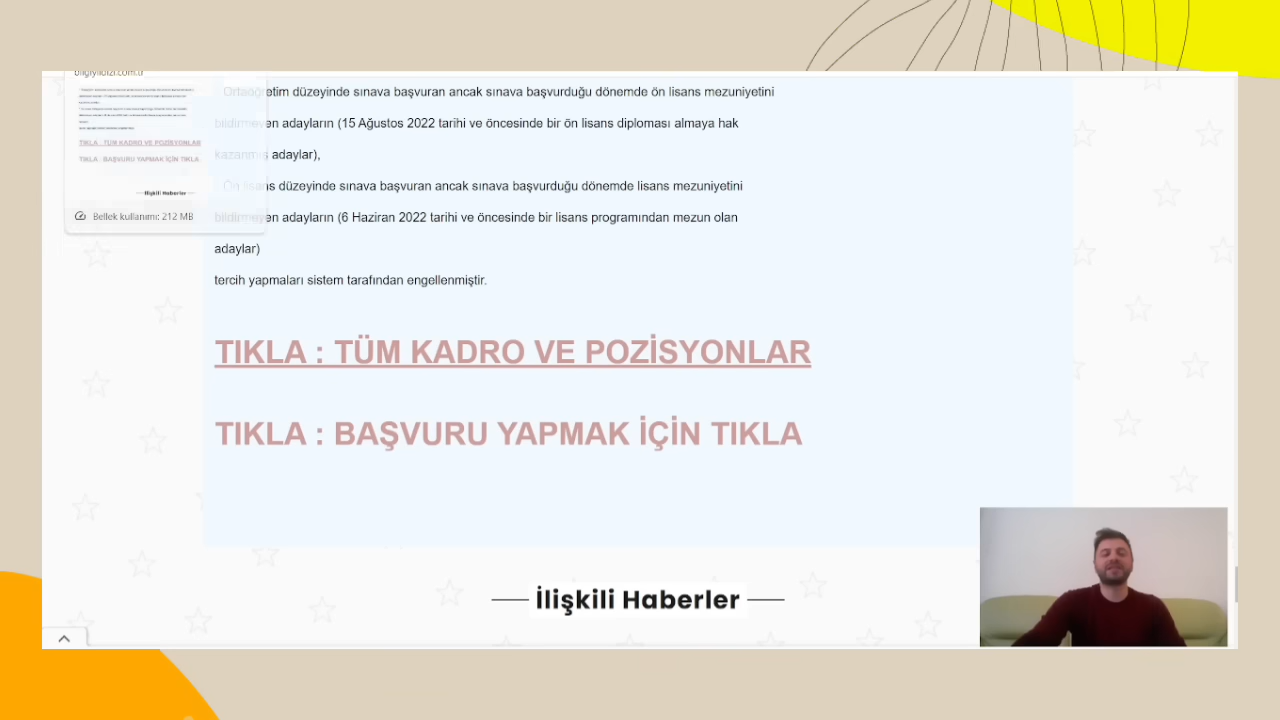 bilgiyildizi.com.tr
TIKLA : TÜM KADRO VE POZİSYONLAR
TIKLA : BAŞVURU YAPMAK İÇİN TIKLA
İlişkili Haberler
Bellek kullanımı: 212 MB
Ortaöğretim düzeyinde sınava başvuran ancak sınava başvurduğu dönemde ön lisans mezuniyetini
bildirmeyen adayların (15 Ağustos 2022 tarihi ve öncesinde bir ön lisans diploması almaya hak
kazanmış adaylar),
Ön lisans düzeyinde sınava başvuran ancak sınava başvurduğu dönemde lisans mezuniyetini
bildirmeyen adayların (6 Haziran 2022 tarihi ve öncesinde bir lisans programından mezun olan
adaylar)
tercih yapmaları sistem tarafından engellenmiştir.
TIKLA : TÜM KADRO VE POZİSYONLAR
TIKLA : BAŞVURU YAPMAK İÇİN TIKLA
İlişkili Haberler